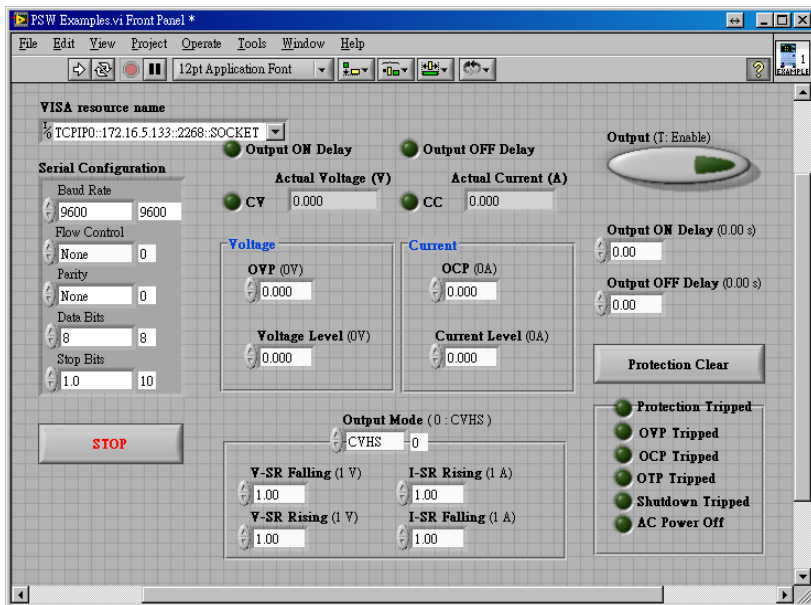 PSW Examples.vi Front Panel *
File Edit View Project Operate Tools Window Help
12pt Application Font
? 1
EXAMPLE
VISA resource name
I/O TCPIP0::172.16.5.133::2268::SOCKET
Output ON Delay
Output OFF Delay
Output (T: Enable)
Serial Configuration
Actual Voltage (V)
Actual Current (A)
Baud Rate
CV 0.000
CC 0.000
9600 9600
Flow Control
None 0
Parity
None 0
Data Bits
8 8
Stop Bits
1.0 10
STOP
Voltage
OVP (0V)
0.000
Voltage Level (0V)
0.000
Current
OCP (0A)
0.000
Current Level (0A)
0.000
Output ON Delay (0.00 s)
0.00
Output OFF Delay (0.00 s)
0.00
Protection Clear
Output Mode (0 : CVHS )
CVHS 0
V-SR Falling (1 V)
1.00
I-SR Rising (1 A)
1.00
V-SR Rising (1 V)
1.00
I-SR Falling (1 A)
1.00
Protection Tripped
OVP Tripped
OCP Tripped
OTP Tripped
Shutdown Tripped
AC Power Off